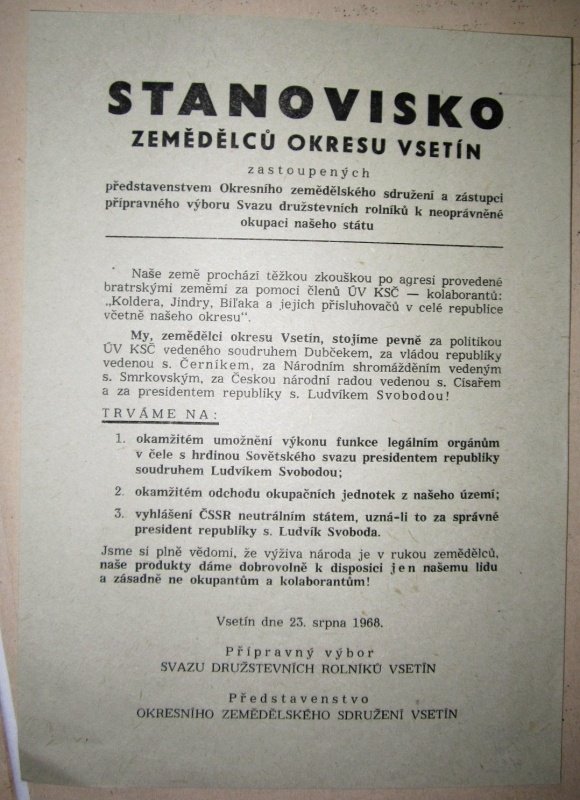 STANOVISKO
ZEMĚDĚLCŮ OKRESU VSETÍN
zastoupených
představenstvem Okresního zemědělského sdružení a zástupci
přípravného výboru Svazu družstevních rolníků k neoprávněné
okupaci našeho státu
Naše země prochází těžkou zkouškou po agresi provedené
bratrskými zeměmi za pomoci členů ÚV KSČ — kolaborantů:
„Koldera, Jindry, Biľaka a jejich přisluhovačů v celé republice
včetně našeho okresu“.
My, zemědělci okresu Vsetín, stojíme pevně za politikou
ÚV KSČ vedeného soudruhem Dubčekem, za vládou republiky
vedenou s. Černíkem, za Národním shromážděním vedeným
s. Smrkovským, za Českou národní radou vedenou s. Císařem
a za presidentem republiky s. Ludvíkem Svobodou!
TRVÁME NA:
1. okamžitém umožnění výkonu funkce legálním orgánům
v čele s hrdinou Sovětského svazu presidentem republiky
soudruhem Ludvíkem Svobodou;
2. okamžitém odchodu okupačních jednotek z našeho území;
3. vyhlášení ČSSR neutrálním státem, uzná-li to za správné
president republiky s. Ludvík Svoboda.
Jsme si plně vědomi, že výživa národa je v rukou zemědělců,
naše produkty dáme dobrovolně k disposici jen našemu lidu
a zásadně ne okupantům a kolaborantům!
Vsetín dne 23. srpna 1968.
Přípravný výbor
SVAZU DRUŽSTEVNÍCH ROLNÍKŮ VSETÍN
Představenstvo
OKRESNÍHO ZEMĚDĚLSKÉHO SDRUŽENÍ VSETÍN